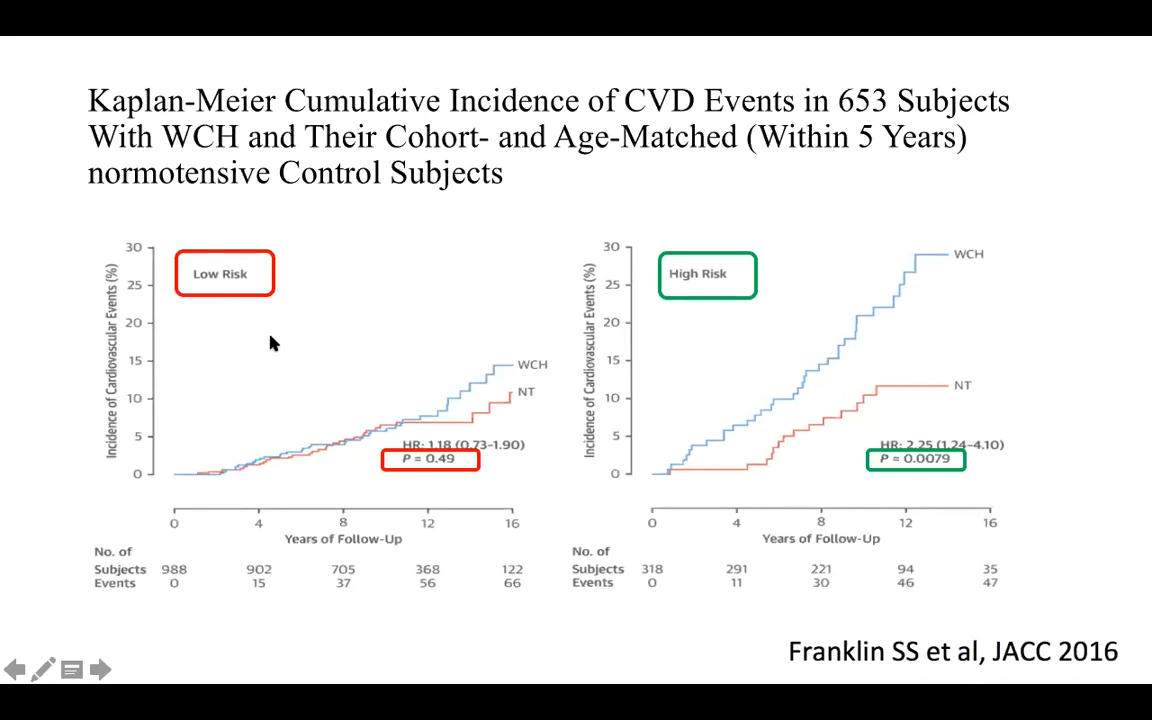 Kaplan-Meier Cumulative Incidence of CVD Events in 653 Subjects
With WCH and Their Cohort- and Age-Matched (Within 5 Years)
normotensive Control Subjects
Incidence of Cardiovascular Events (%)
30
25
20
15
10
5
0
Low Risk
WCH
NT
HR: 1.18 (0.73–1.90)
P = 0.49
0 4 8 12 16
Years of Follow-Up
No. of
Subjects 988 902 705 368 122
Events 0 15 37 56 66
Incidence of Cardiovascular Events (%)
30
25
20
15
10
5
0
High Risk
WCH
NT
HR: 2.25 (1.24–4.10)
P = 0.0079
0 4 8 12 16
Years of Follow-Up
No. of
Subjects 318 291 221 94 35
Events 0 11 30 46 47
Franklin SS et al, JACC 2016